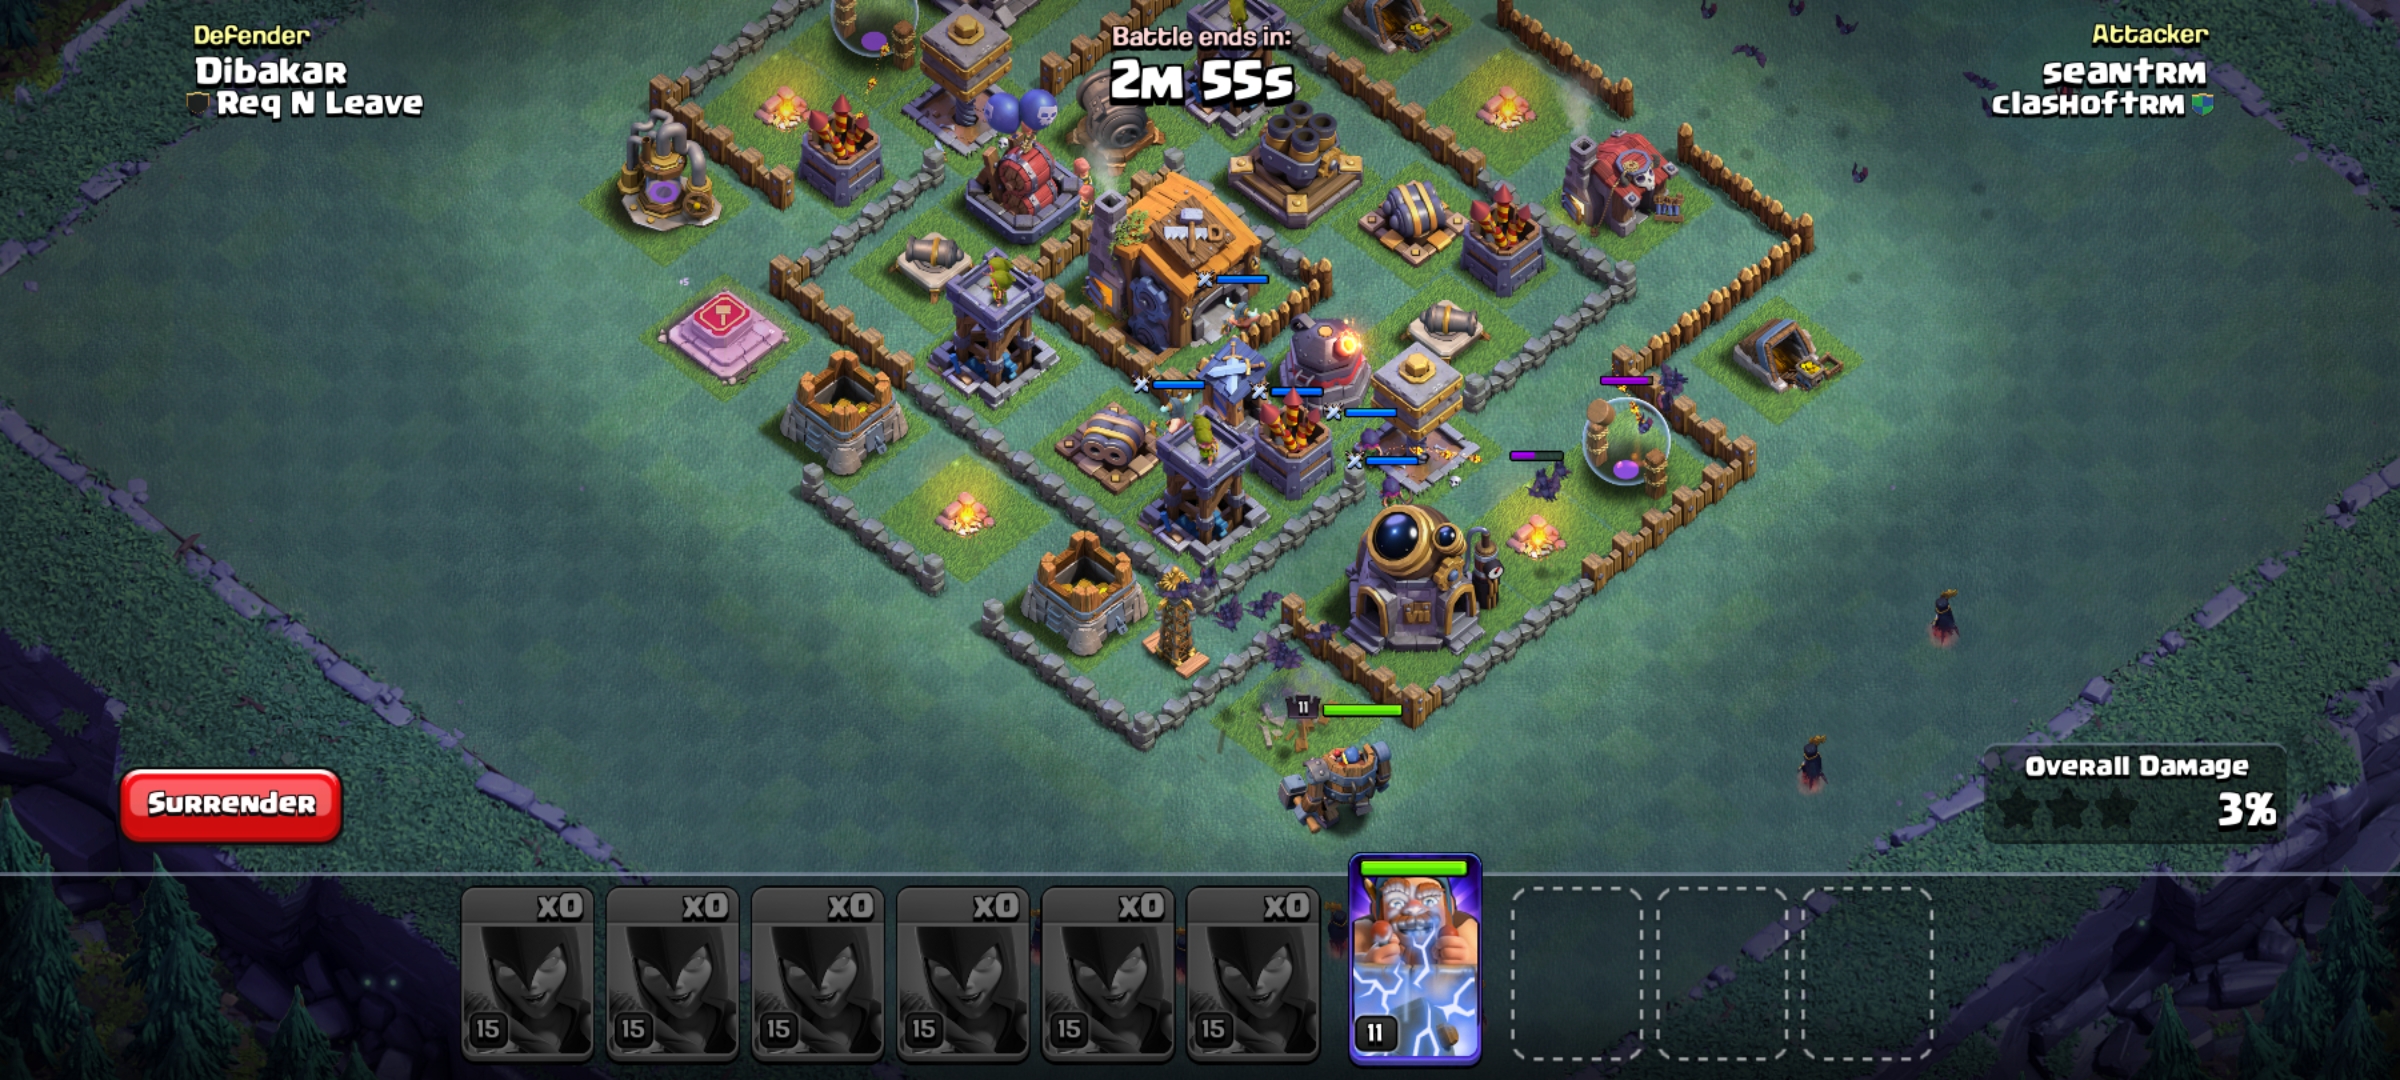 Defender
Dibakar
Req N Leave
Battle ends in:
2M 55s
Attacker
seantRM
clashoftRM
+5
11
Surrender
Overall Damage
3%
x0
x0
x0
x0
x0
x0
15
15
15
15
15
15
11